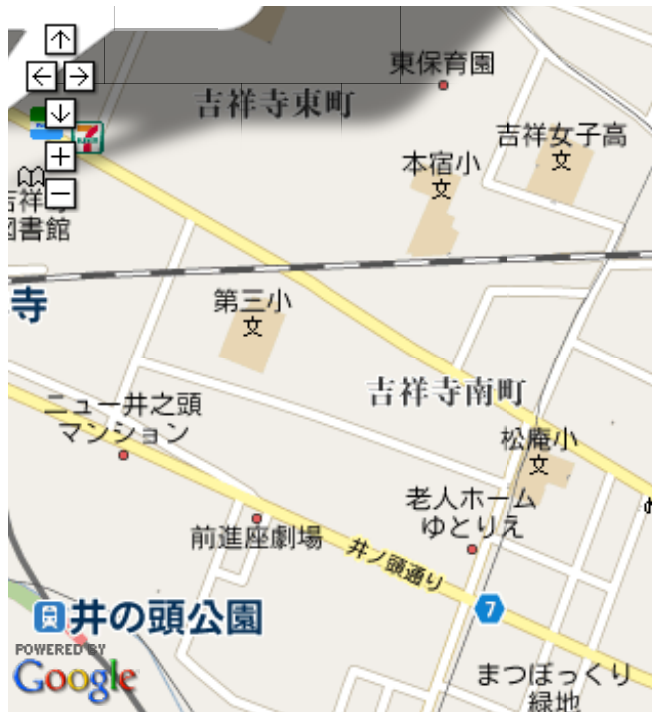 東保育園
吉祥寺東町
吉祥女子高
文
本宿小
文
図書館
寺
第三小
文
吉祥寺南町
ニュー井之頭
マンション
松庵小
文
老人ホーム
ゆとりえ
前進座劇場
井ノ頭通り
7
井の頭公園
POWERED BY
Google
まつぼっくり
緑地